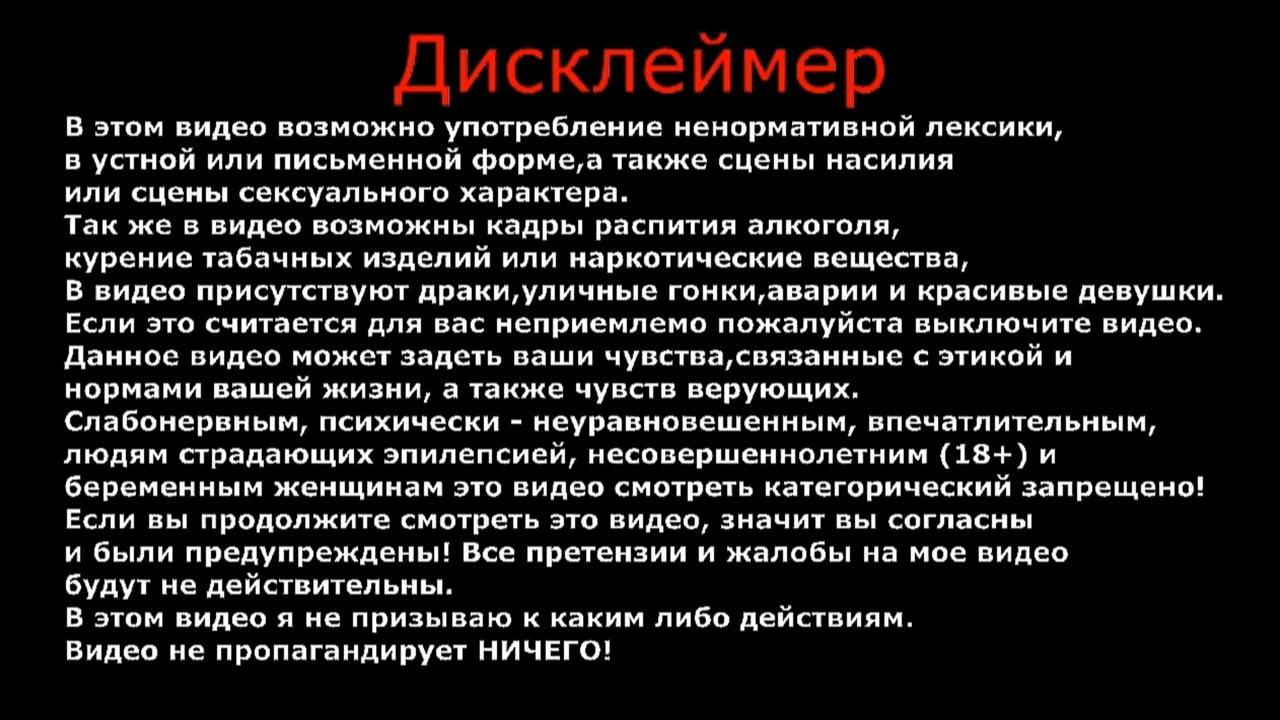 Дисклеймер
В этом видео возможно употребление ненормативной лексики,
в устной или письменной форме,а также сцены насилия
или сцены сексуального характера.
Так же в видео возможны кадры распития алкоголя,
курение табачных изделий или наркотические вещества,
В видео присутствуют драки,уличные гонки,аварии и красивые девушки.
Если это считается для вас неприемлемо пожалуйста выключите видео.
Данное видео может задеть ваши чувства,связанные с этикой и
нормами вашей жизни, а также чувств верующих.
Слабонервным, психически - неуравновешенным, впечатлительным,
людям страдающих эпилепсией, несовершеннолетним (18+) и
беременным женщинам это видео смотреть категорический запрещено!
Если вы продолжите смотреть это видео, значит вы согласны
и были предупреждены! Все претензии и жалобы на мое видео
будут не действительны.
В этом видео я не призываю к каким либо действиям.
Видео не пропагандирует НИЧЕГО!